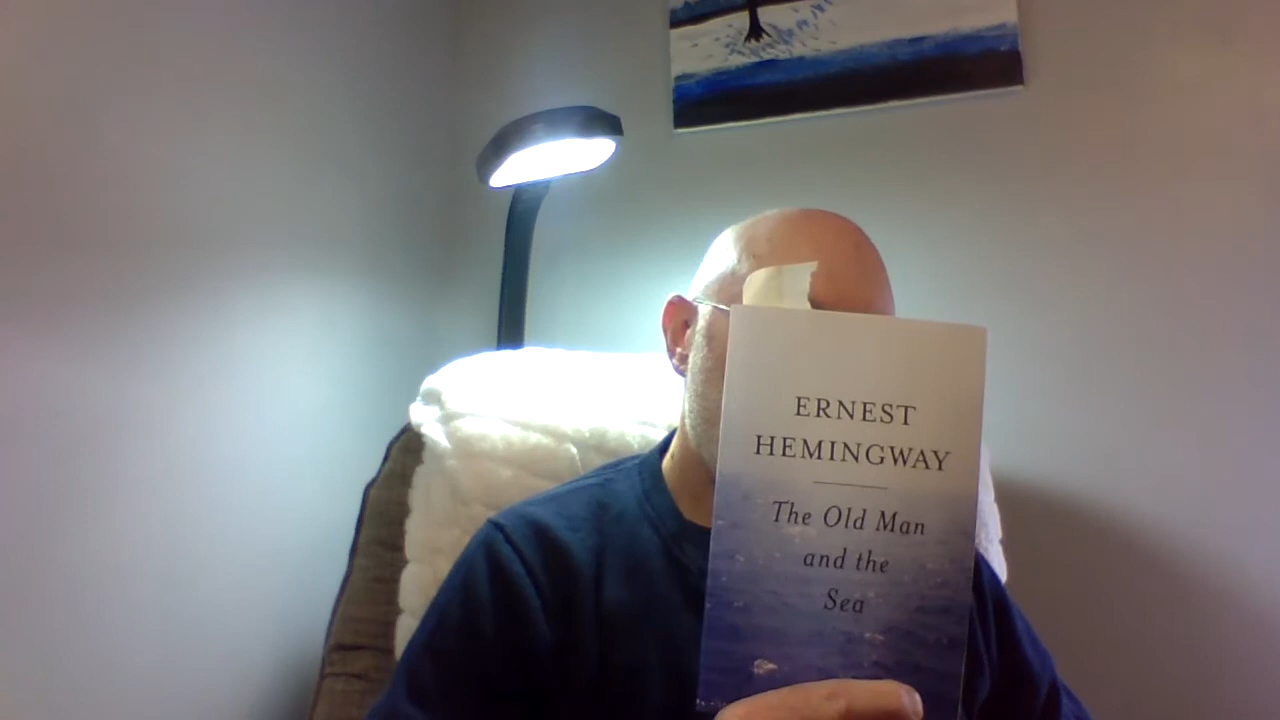 ERNEST
HEMINGWAY
The Old Man
and the
Sea